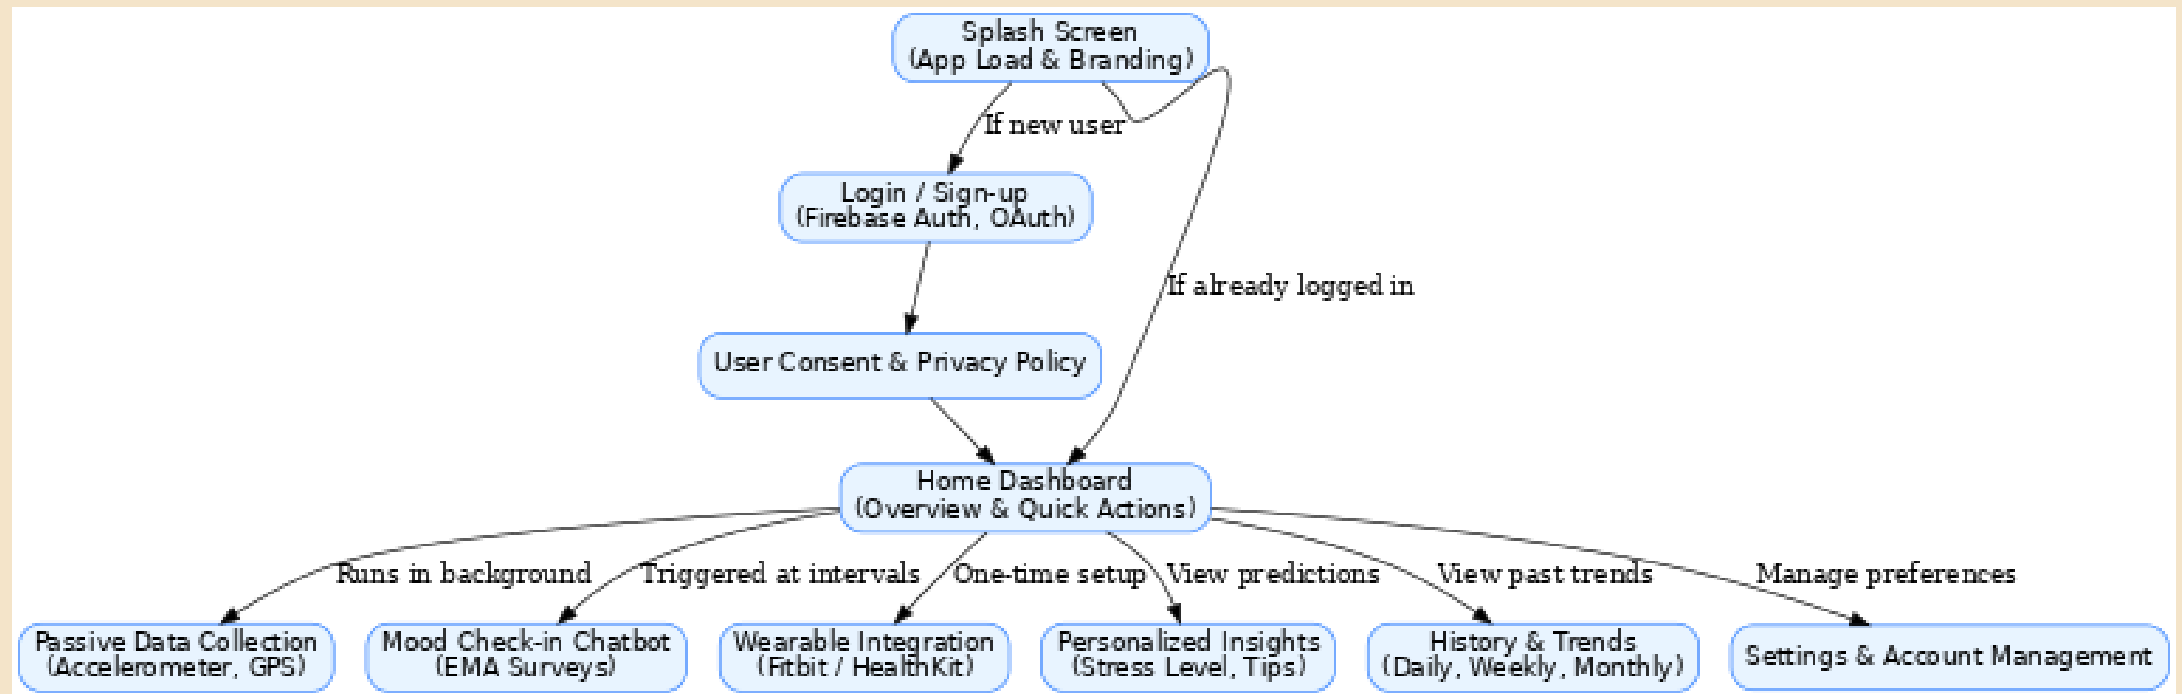 Splash Screen
(App Load & Branding)
If new user
Login / Sign-up
(Firebase Auth, OAuth)
If already logged in
User Consent & Privacy Policy
Home Dashboard
(Overview & Quick Actions)
Runs in background
Triggered at intervals
One-time setup
View predictions
View past trends
Manage preferences
Passive Data Collection
(Accelerometer, GPS)
Mood Check-in Chatbot
(EMA Surveys)
Wearable Integration
(Fitbit / HealthKit)
Personalized Insights
(Stress Level, Tips)
History & Trends
(Daily, Weekly, Monthly)
Settings & Account Management